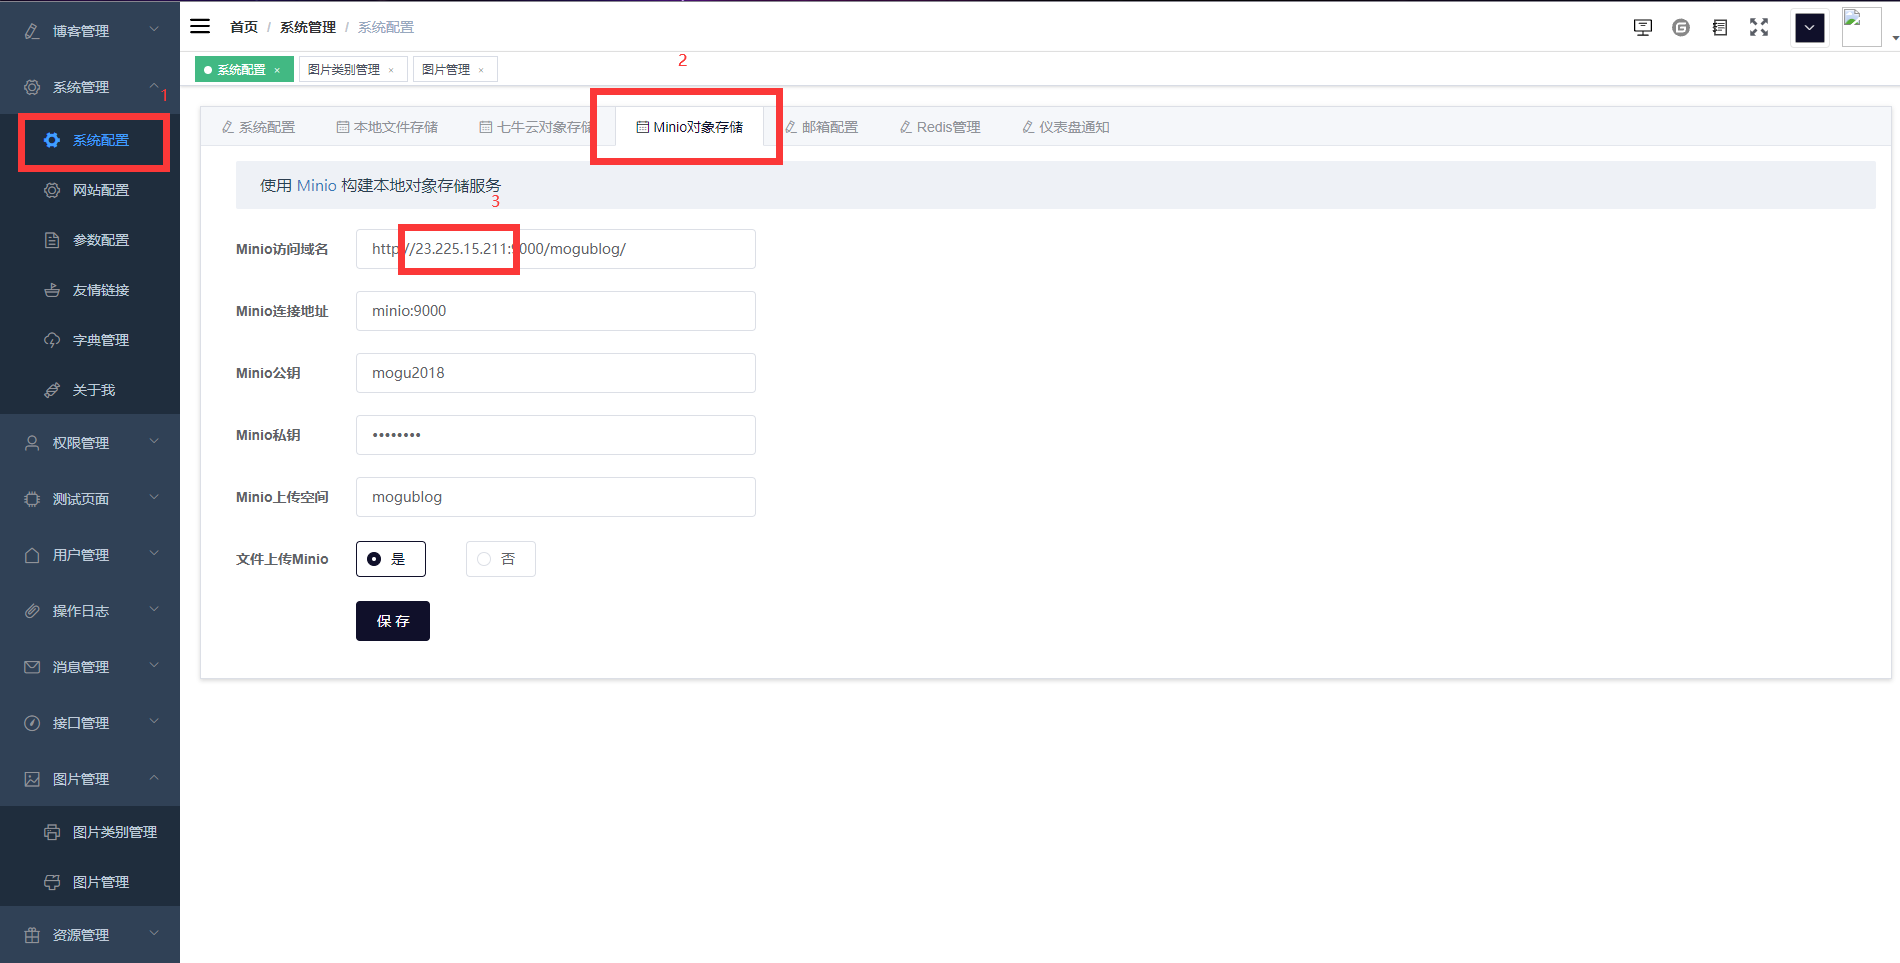 博客管理
系统管理
1
系统配置
网站配置
参数配置
友情链接
字典管理
关于我
权限管理
测试页面
用户管理
操作日志
消息管理
接口管理
图片管理
图片类别管理
图片管理
资源管理
首页 / 系统管理 / 系统配置
系统配置 × 图片类别管理 × 图片管理 ×
2
系统配置 本地文件存储 七牛云对象存储 Minio对象存储 邮箱配置 Redis管理 仪表盘通知
使用 Minio 构建本地对象存储服务
3
Minio访问域名 http://23.225.15.211:9000/mogublog/
Minio连接地址 minio:9000
Minio公钥 mogu2018
Minio私钥 ••••••••
Minio上传空间 mogublog
文件上传Minio 是 否
保 存